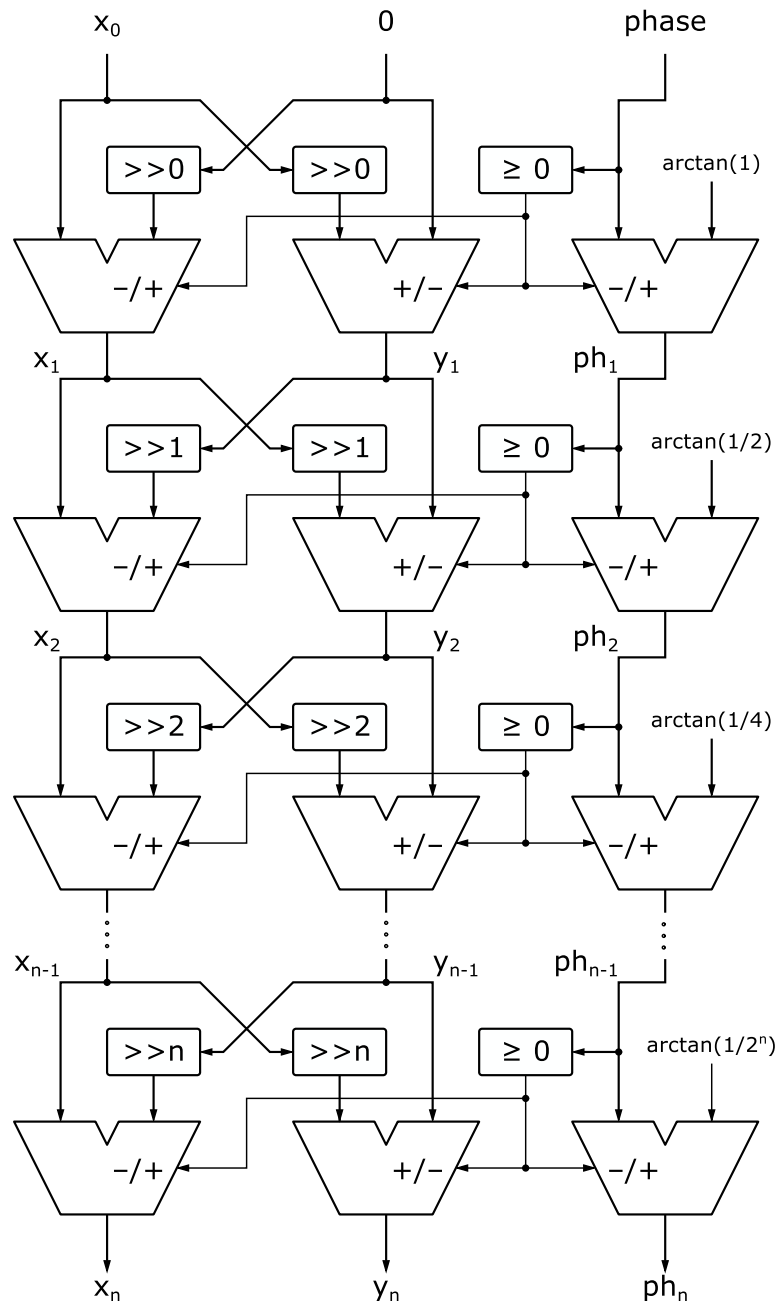 x₀ 0 phase
>>0 >>0 ≥ 0 arctan(1)
−/+ +/− −/+
x₁ y₁ ph₁
>>1 >>1 ≥ 0 arctan(1/2)
−/+ +/− −/+
x₂ y₂ ph₂
>>2 >>2 ≥ 0 arctan(1/4)
−/+ +/− −/+
xₙ₋₁ yₙ₋₁ phₙ₋₁
>>n >>n ≥ 0 arctan(1/2ⁿ)
−/+ +/− −/+
xₙ yₙ phₙ